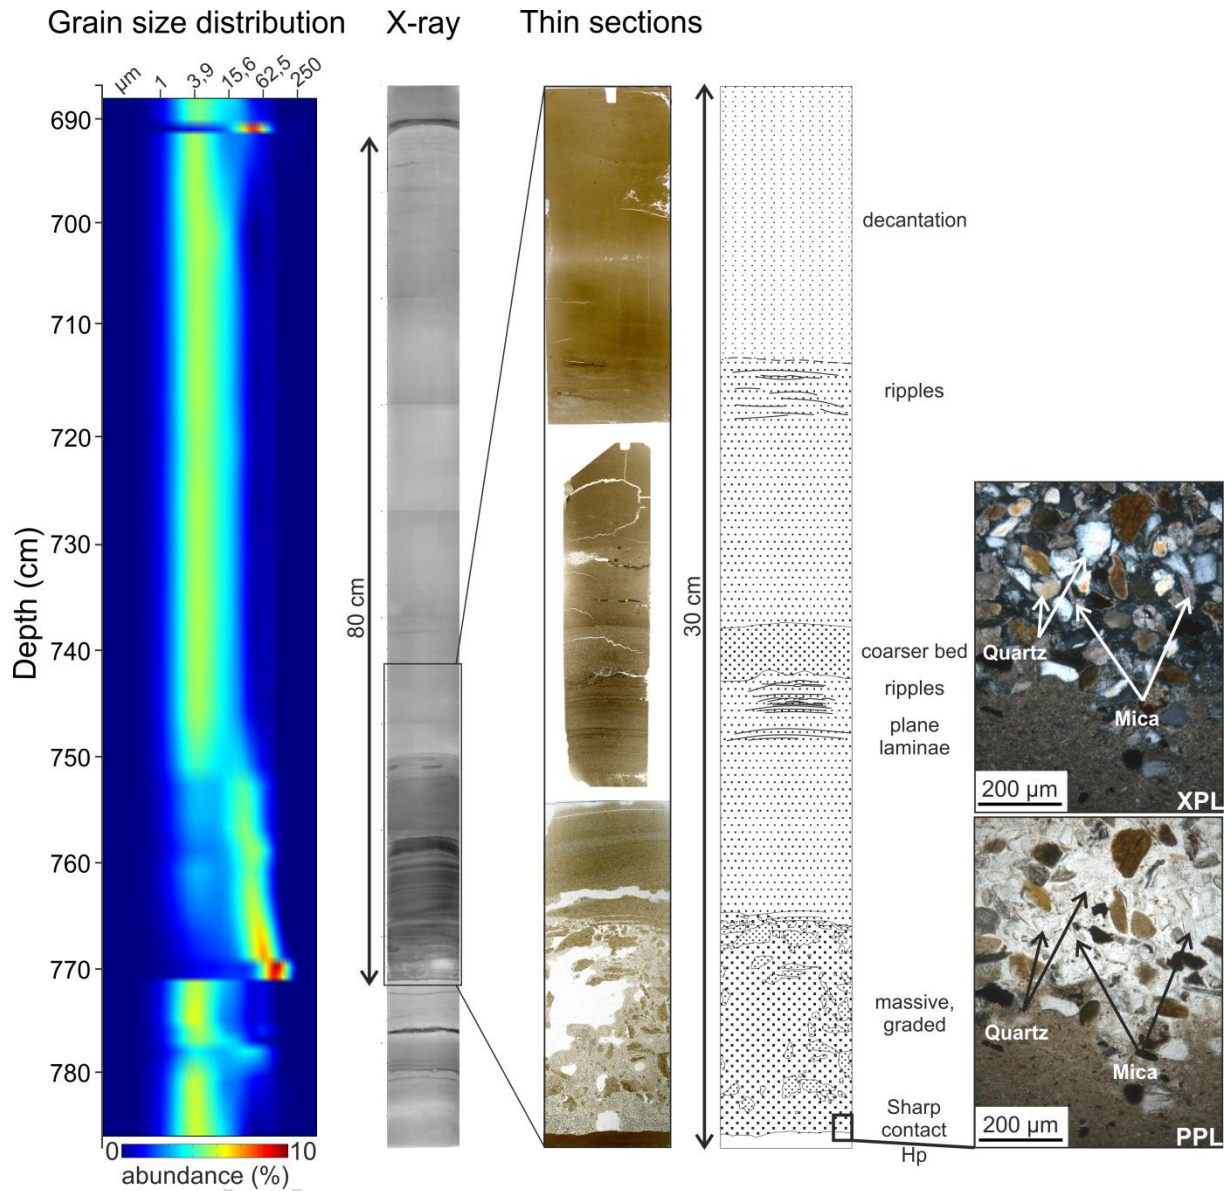 Grain size distribution
X-ray
Thin sections
µm
1
3,9
15,6
62,5
250
Depth (cm)
690
700
710
720
730
740
750
760
770
780
0
10
abundance (%)
80 cm
30 cm
decantation
ripples
coarser bed
ripples
plane
laminae
massive,
graded
Sharp
contact
Hp
Quartz
Mica
200 µm
XPL
Quartz
Mica
200 µm
PPL